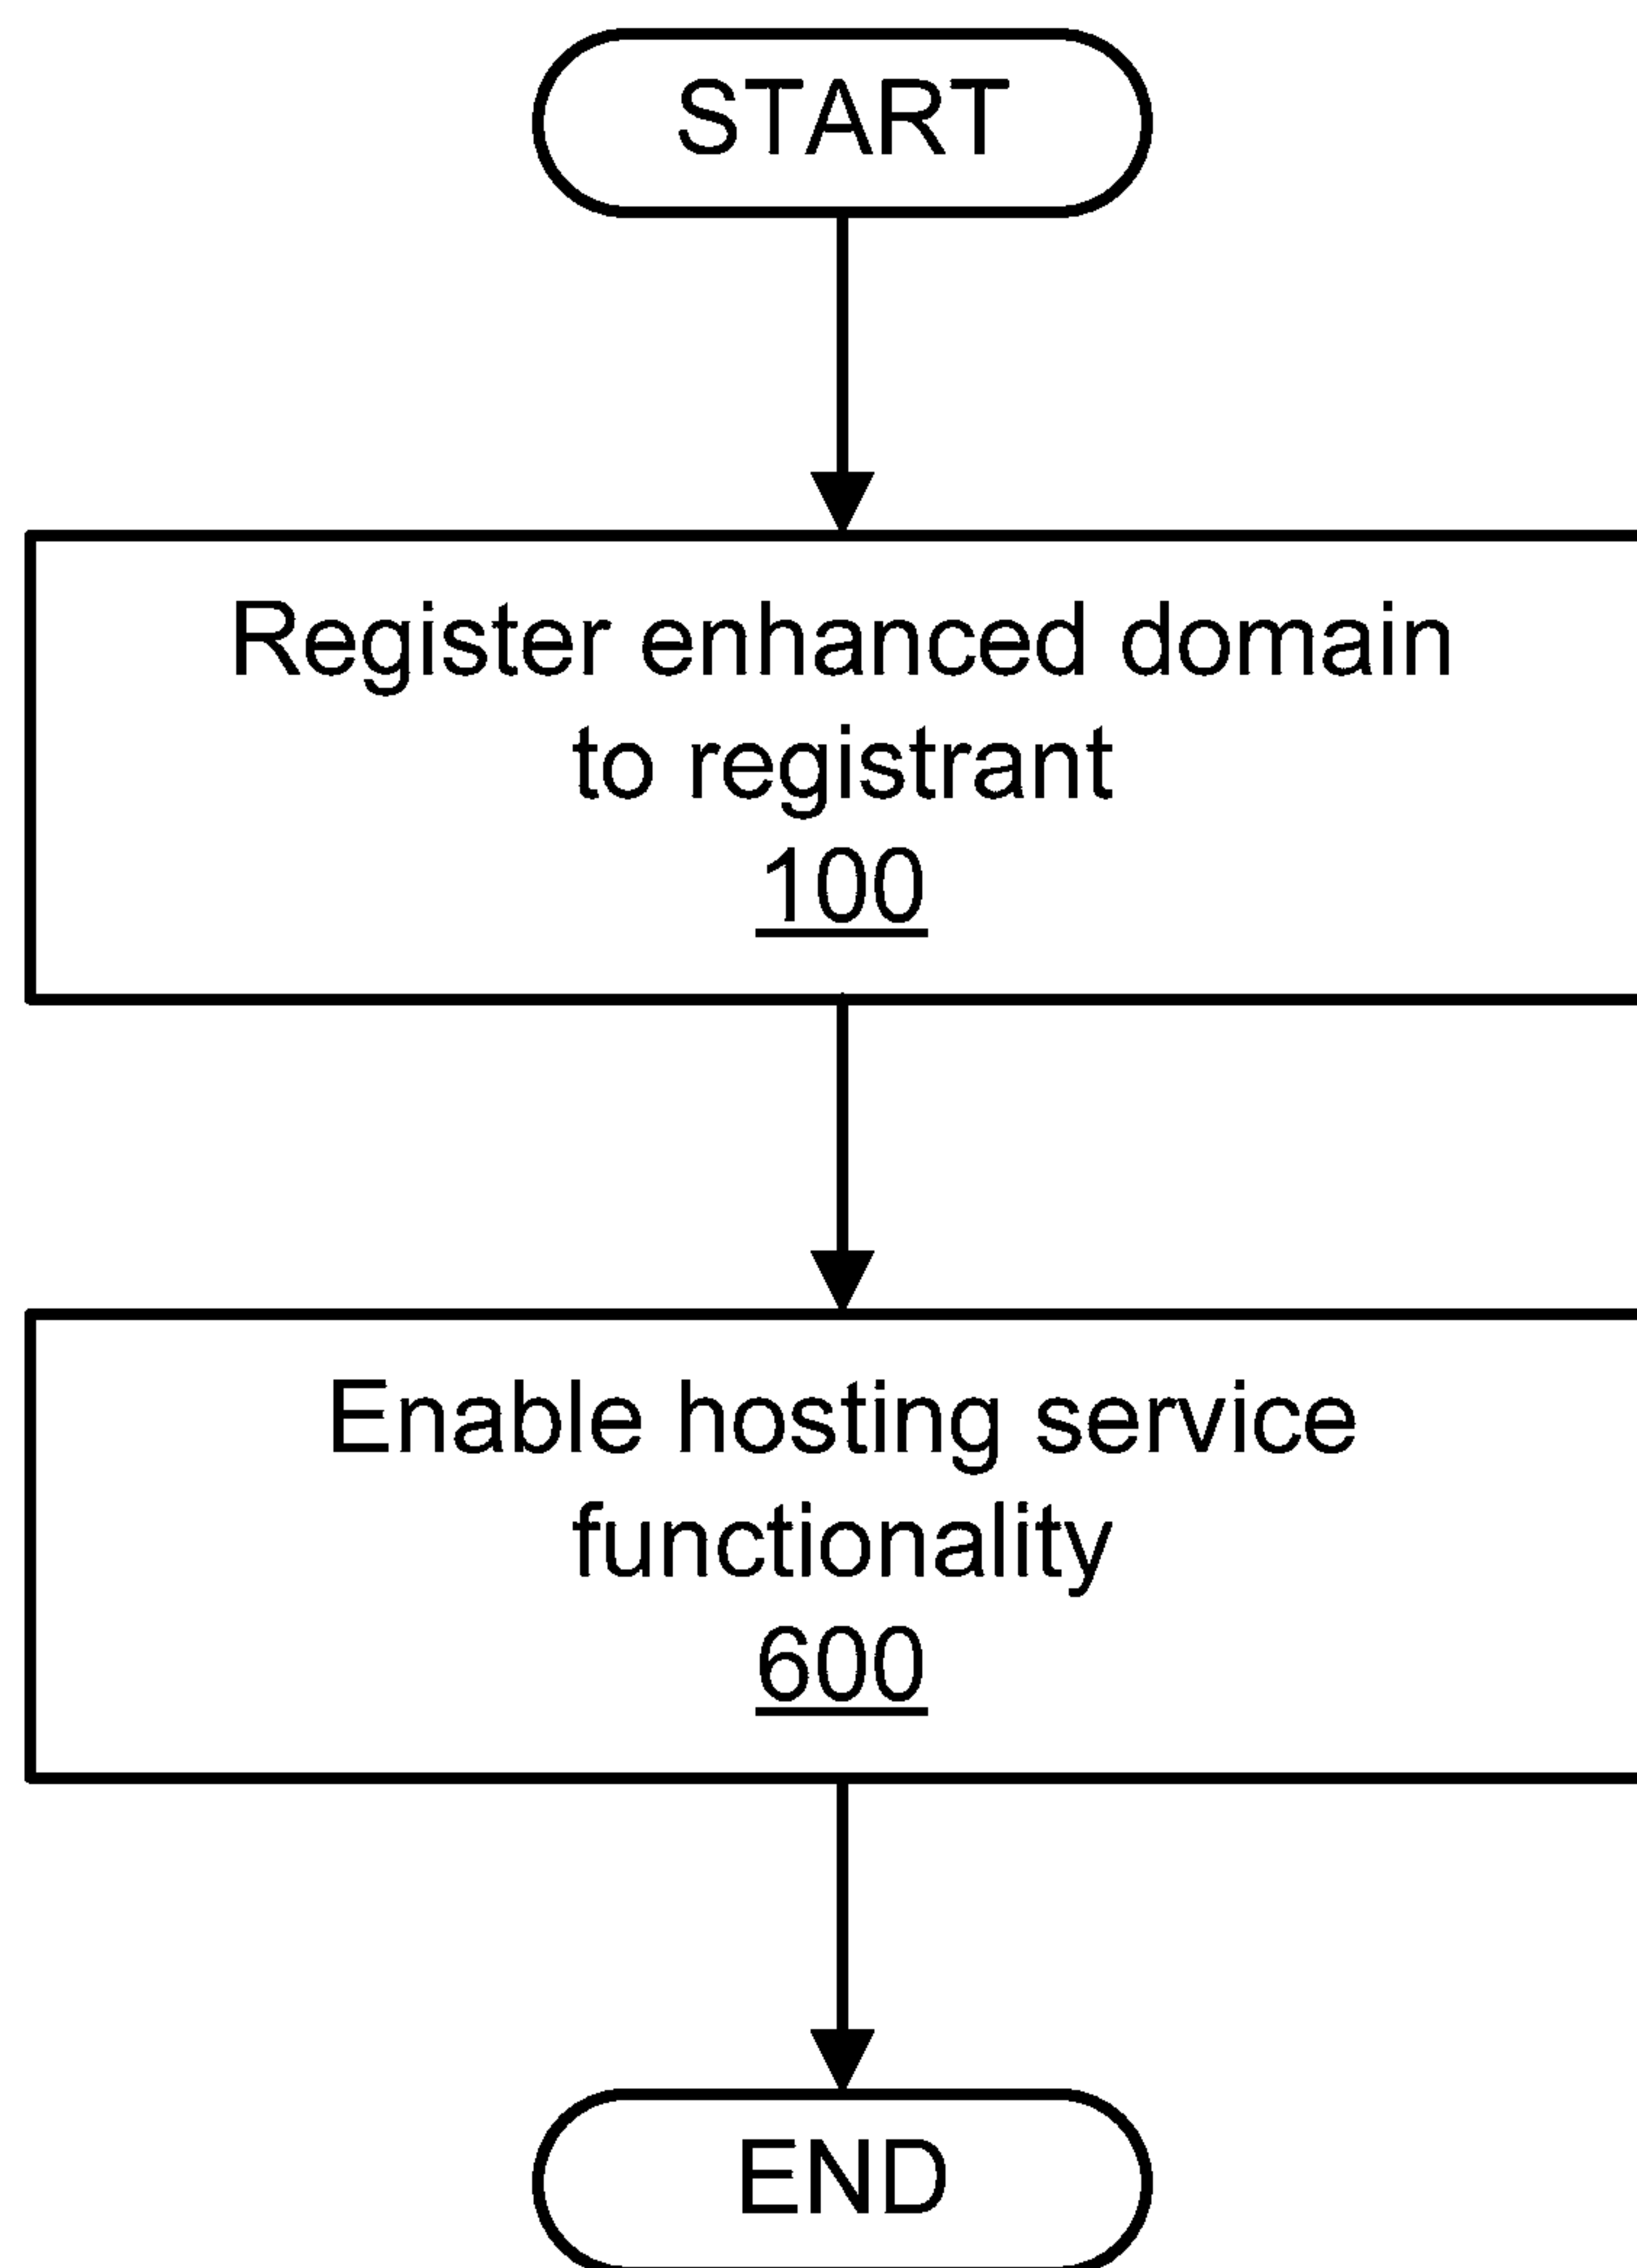 START
Register enhanced domain
to registrant
100
Enable hosting service
functionality
600
END